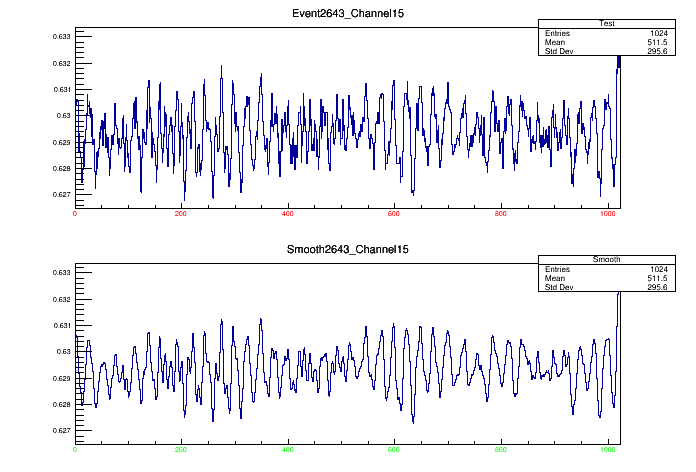 Event2643_Channel15
Test
Entries 1024
Mean 511.5
Std Dev 295.6
0.633
0.632
0.631
0.63
0.629
0.628
0.627
0 200 400 600 800 1000
Smooth2643_Channel15
Smooth
Entries 1024
Mean 511.5
Std Dev 295.6
0.633
0.632
0.631
0.63
0.629
0.628
0.627
0 200 400 600 800 1000